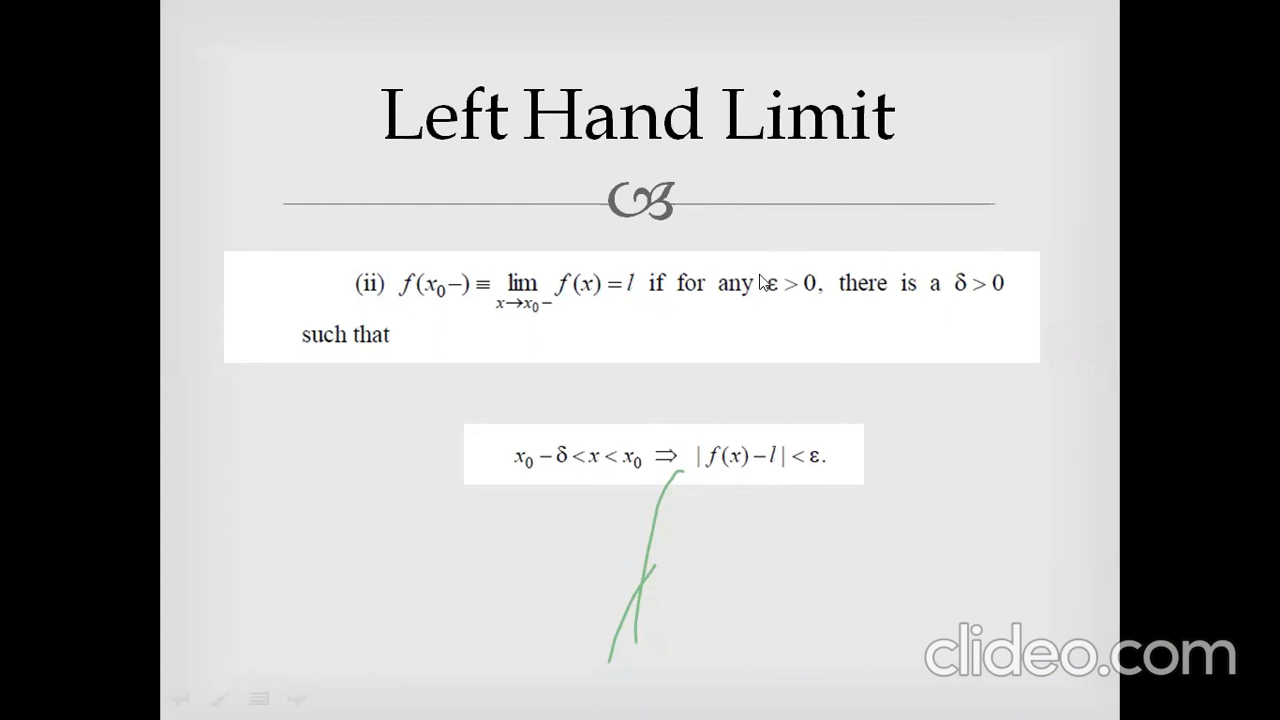 Left Hand Limit
(ii) f(x₀−) ≡ lim f(x) = l if for any ε > 0, there is a δ > 0
x→x₀−
such that
x₀ − δ < x < x₀ ⇒ | f(x) − l | < ε.
clideo.com